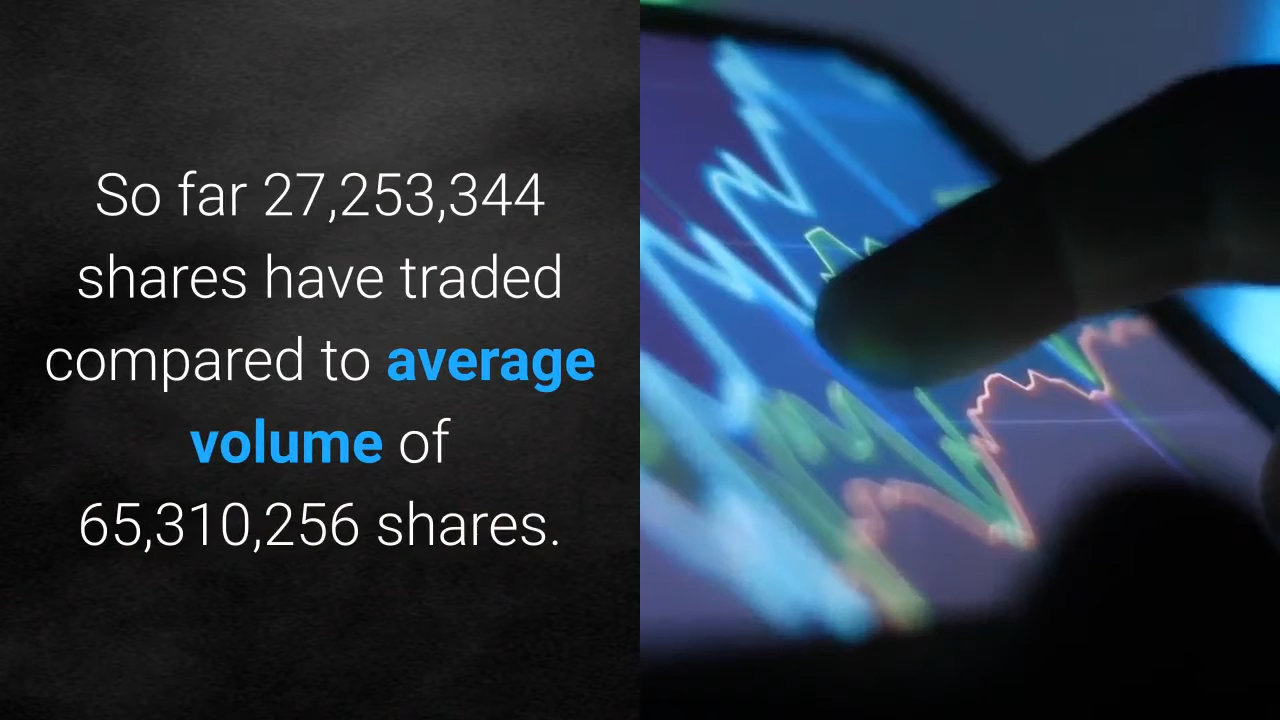 So far 27,253,344
shares have traded
compared to average
volume of
65,310,256 shares.